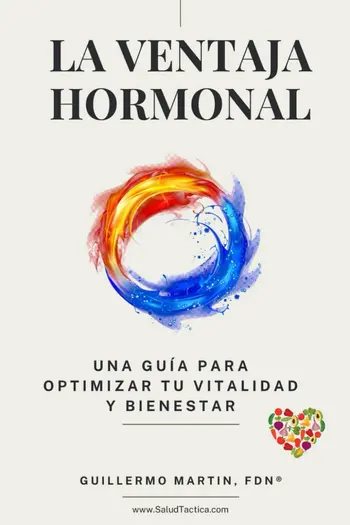 LA VENTAJA
HORMONAL
UNA GUÍA PARA
OPTIMIZAR TU VITALIDAD
Y BIENESTAR
GUILLERMO MARTIN, FDN®
www.SaludTactica.com